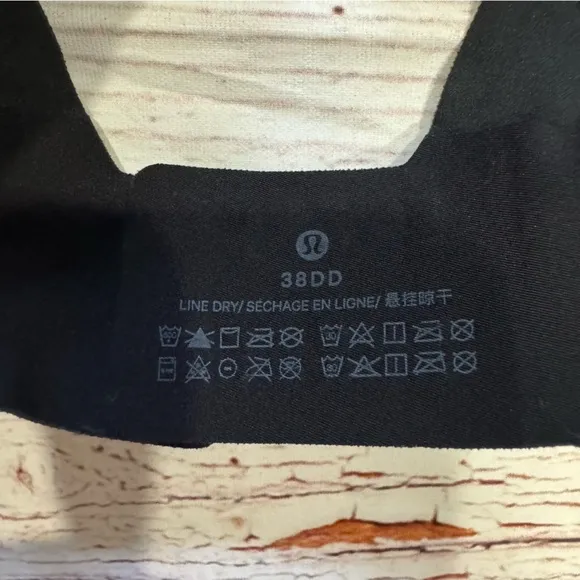 38DD
LINE DRY/ SÉCHAGE EN LIGNE/ 悬挂晾干